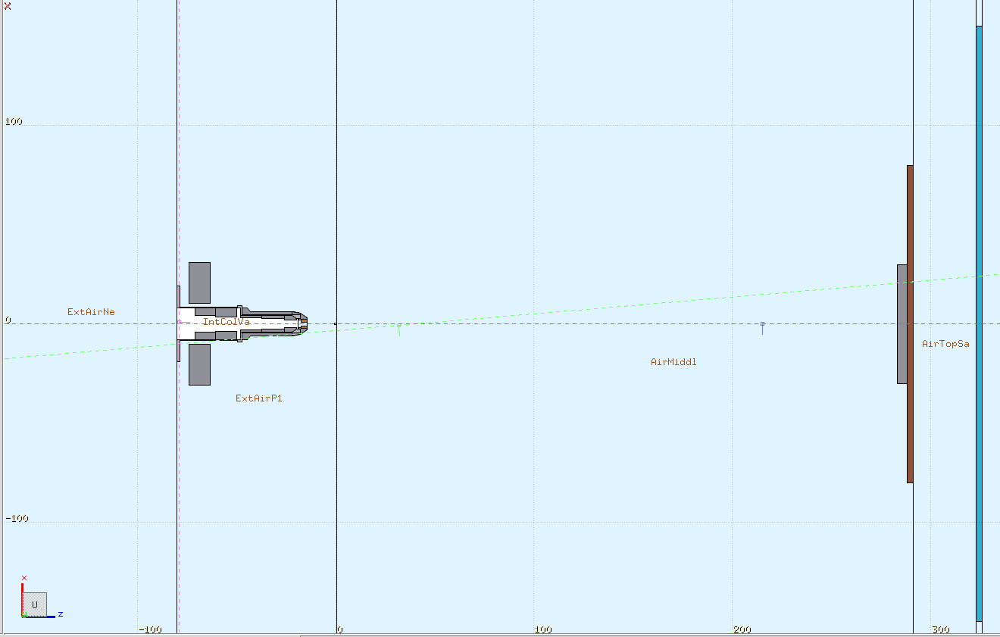 100
ExtAirNe
0
IntColVa
AirTopSa
AirMiddl
ExtAirP1
-100
x
U
z
-100
0
100
200
300